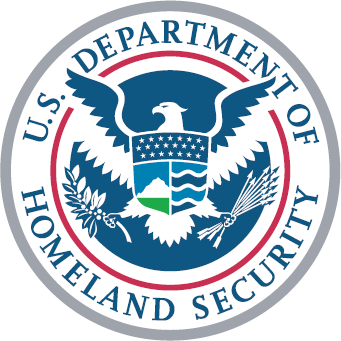 U.S. DEPARTMENT OF
HOMELAND SECURITY